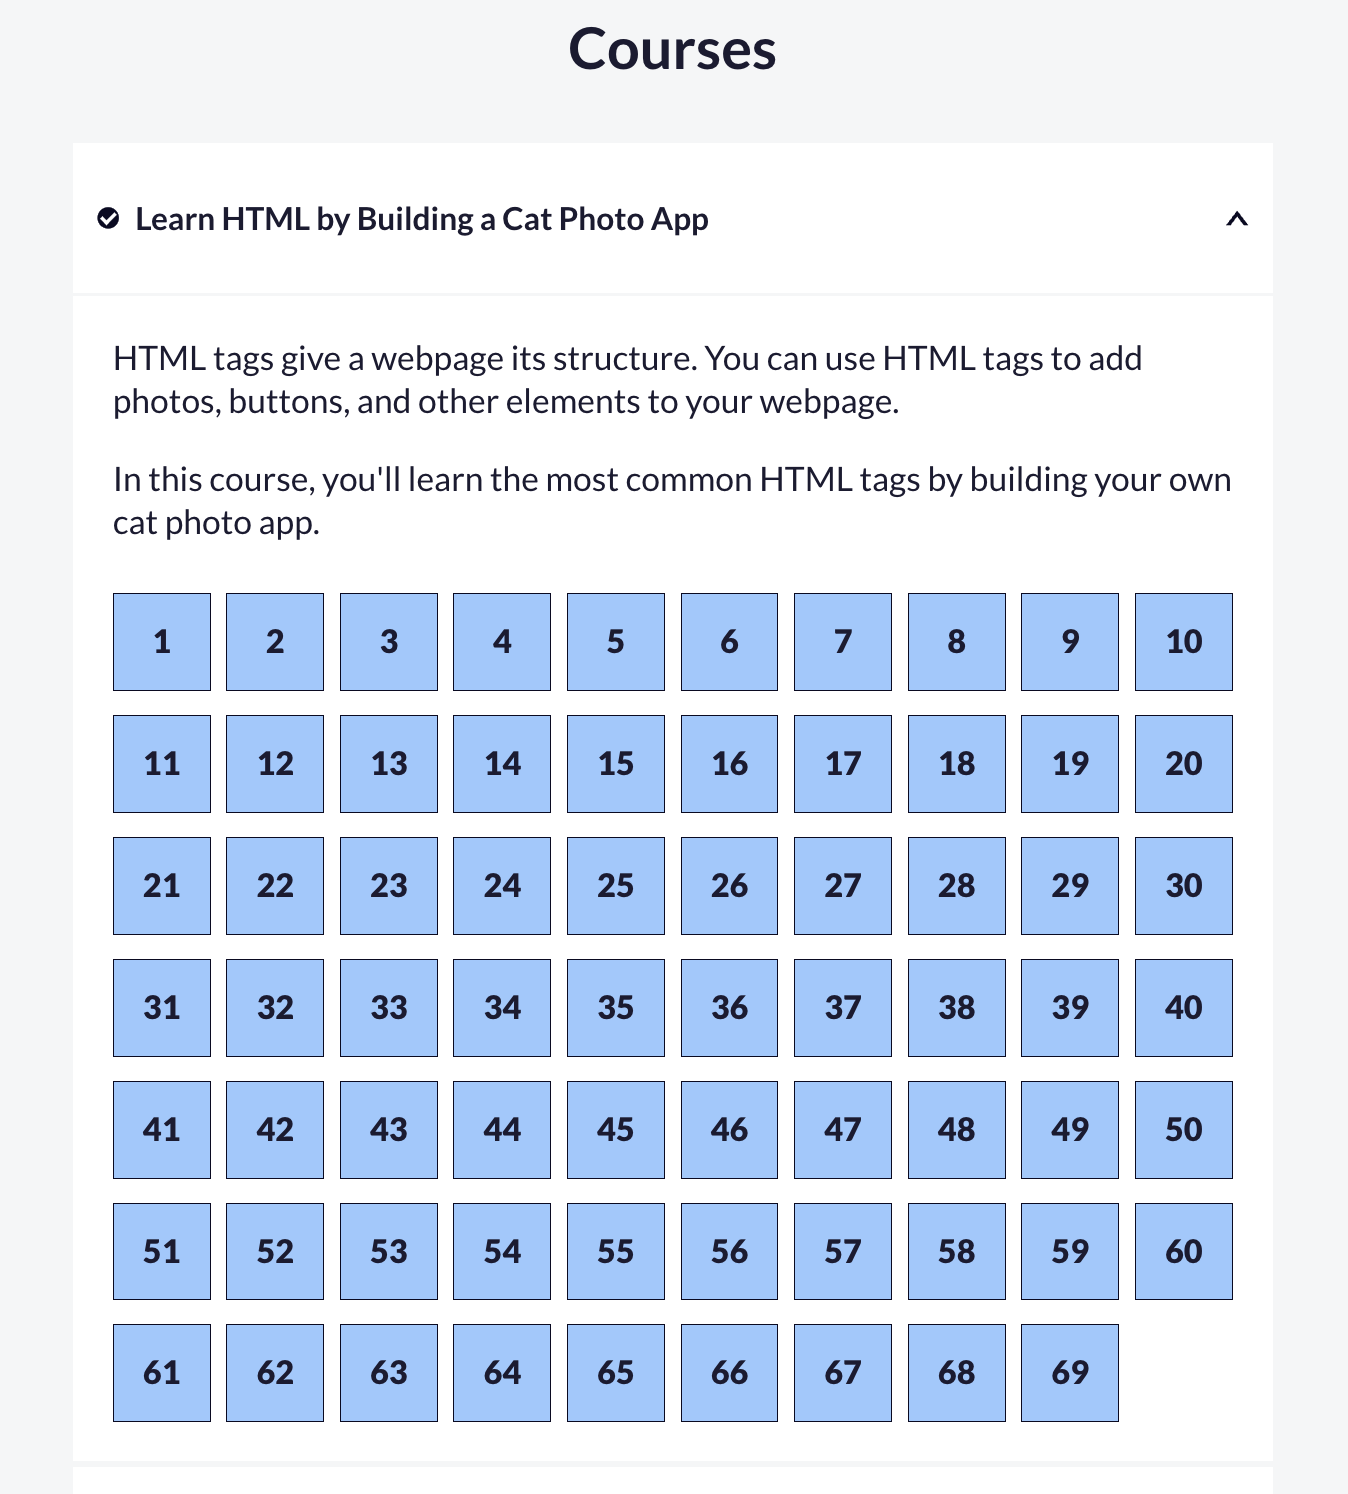 Courses
Learn HTML by Building a Cat Photo App
HTML tags give a webpage its structure. You can use HTML tags to add
photos, buttons, and other elements to your webpage.
In this course, you'll learn the most common HTML tags by building your own
cat photo app.
1 2 3 4 5 6 7 8 9 10
11 12 13 14 15 16 17 18 19 20
21 22 23 24 25 26 27 28 29 30
31 32 33 34 35 36 37 38 39 40
41 42 43 44 45 46 47 48 49 50
51 52 53 54 55 56 57 58 59 60
61 62 63 64 65 66 67 68 69